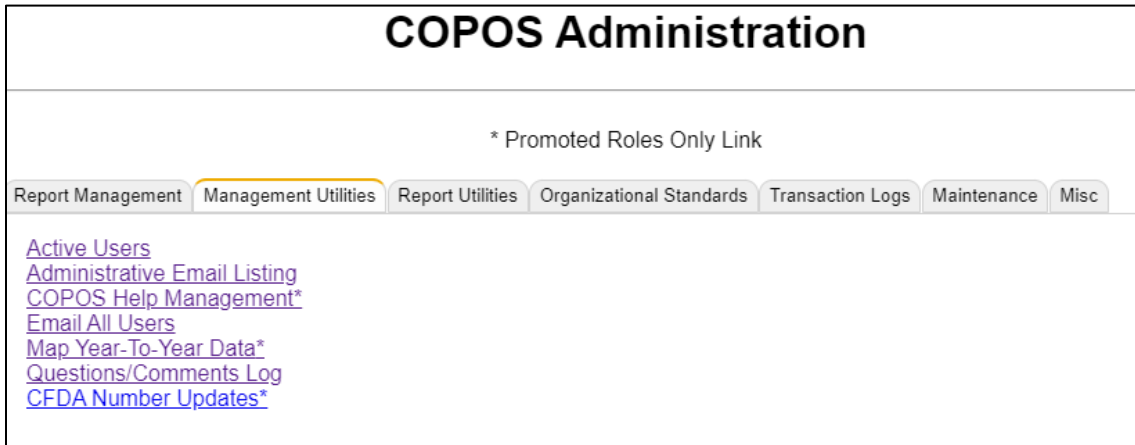 COPOS Administration
* Promoted Roles Only Link
Report Management Management Utilities Report Utilities Organizational Standards Transaction Logs Maintenance Misc
Active Users
Administrative Email Listing
COPOS Help Management*
Email All Users
Map Year-To-Year Data*
Questions/Comments Log
CFDA Number Updates*